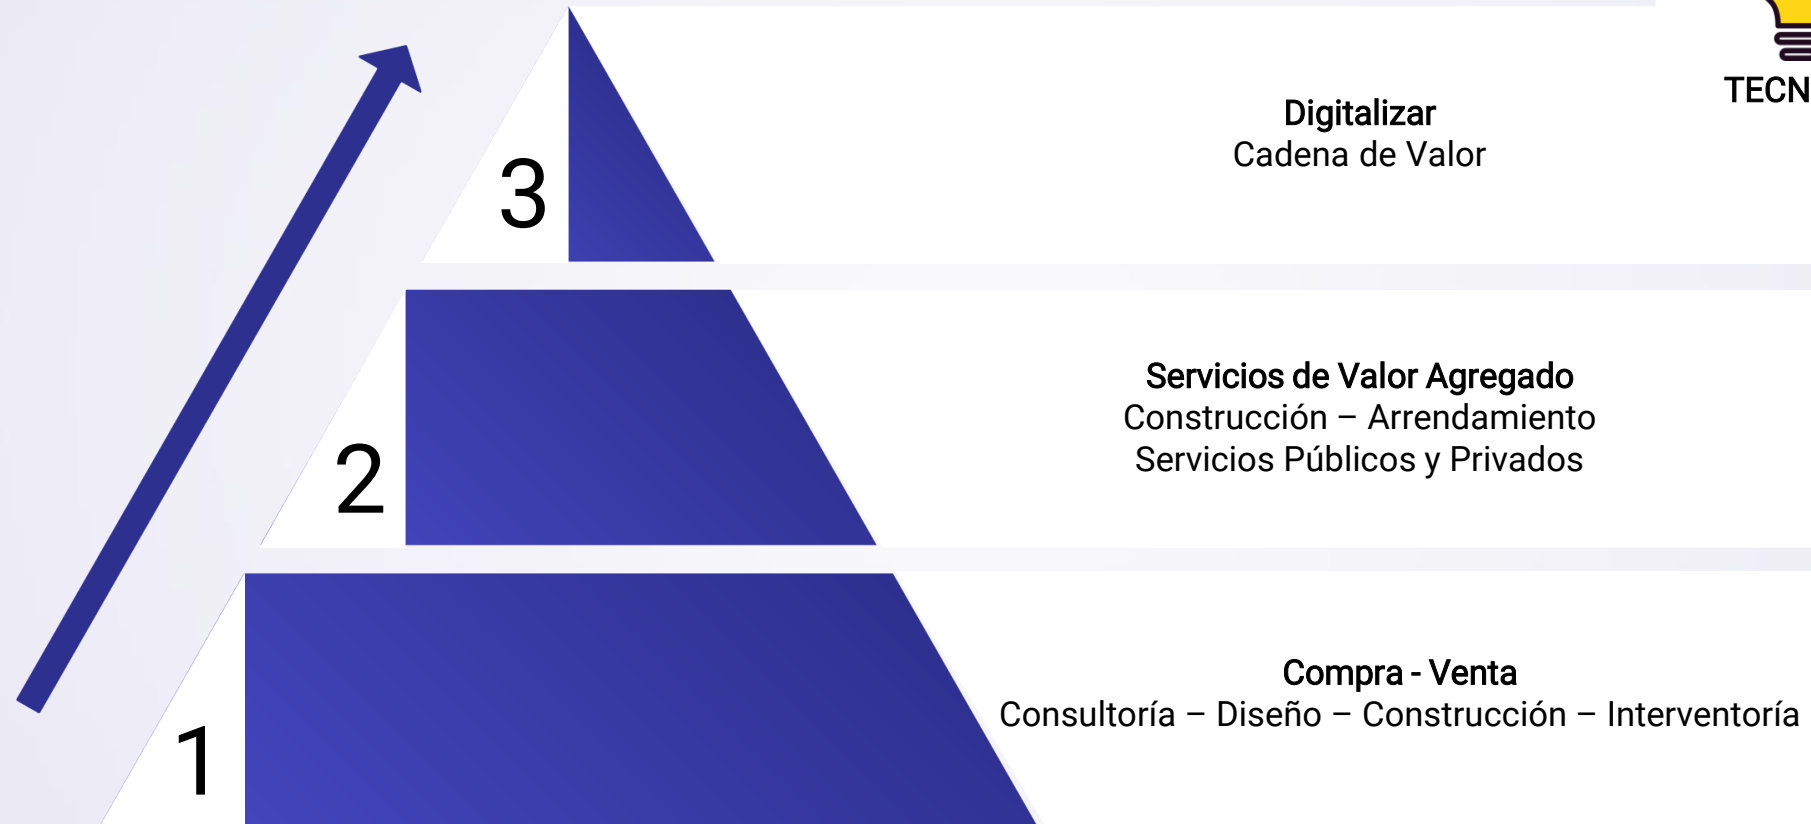 TECN
3
Digitalizar
Cadena de Valor
2
Servicios de Valor Agregado
Construcción – Arrendamiento
Servicios Públicos y Privados
1
Compra - Venta
Consultoría – Diseño – Construcción – Interventoría